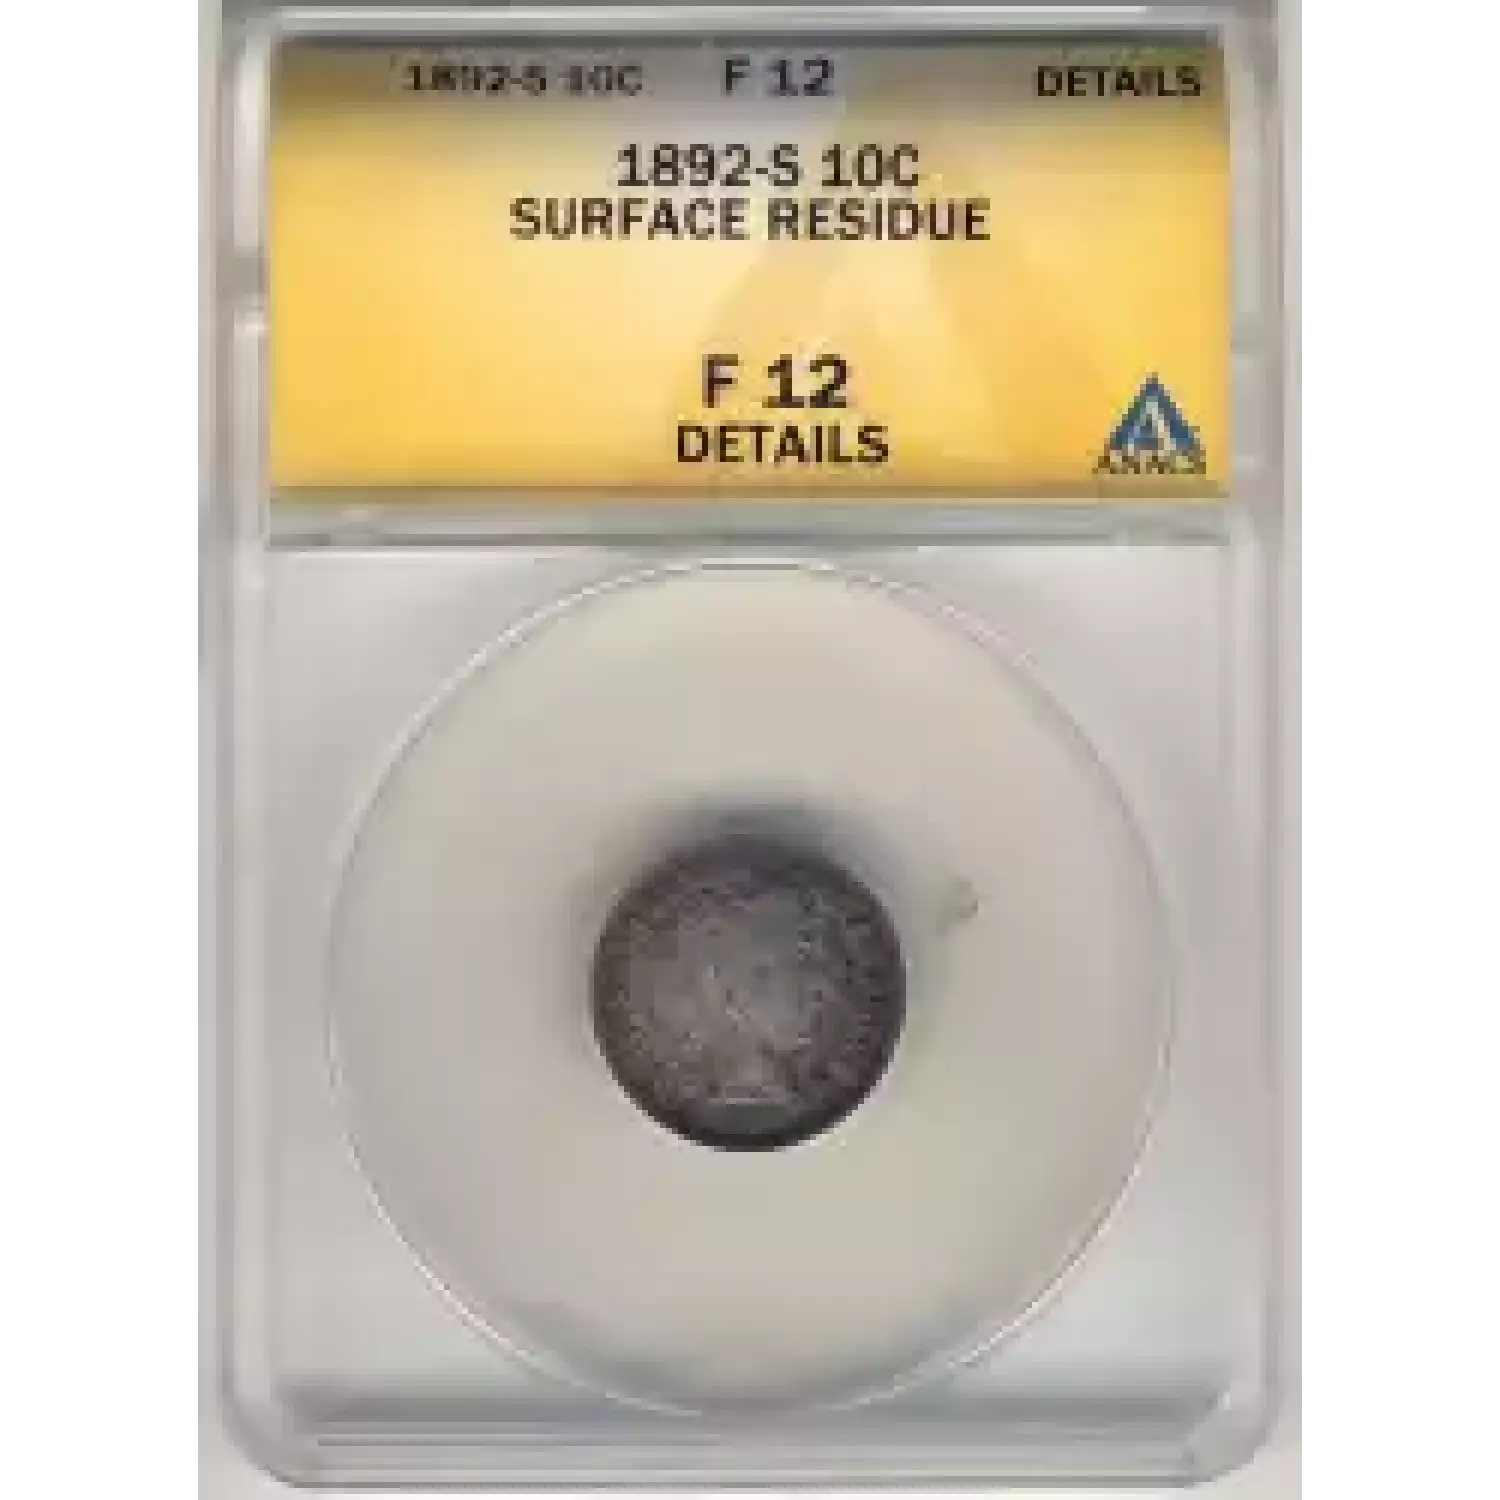 1892-S 10C F 12 DETAILS
1892-S 10C
SURFACE RESIDUE
F 12
DETAILS
ANACS